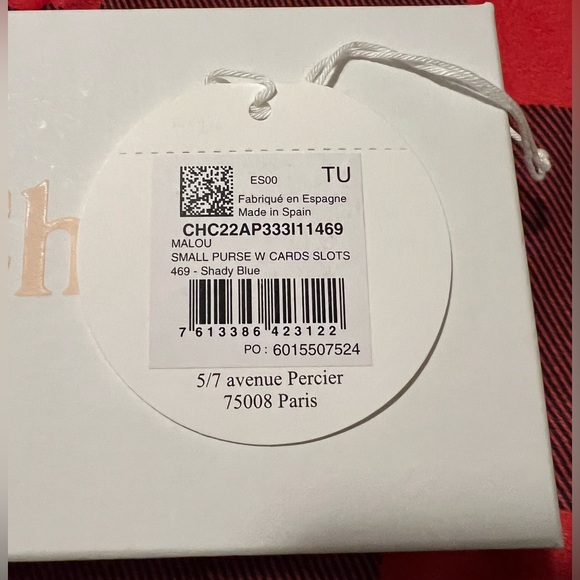 Ch
ES00 TU
Fabriqué en Espagne
Made in Spain
CHC22AP333I11469
MALOU
SMALL PURSE W CARDS SLOTS
469 - Shady Blue
7 613386 423122
PO : 6015507524
5/7 avenue Percier
75008 Paris